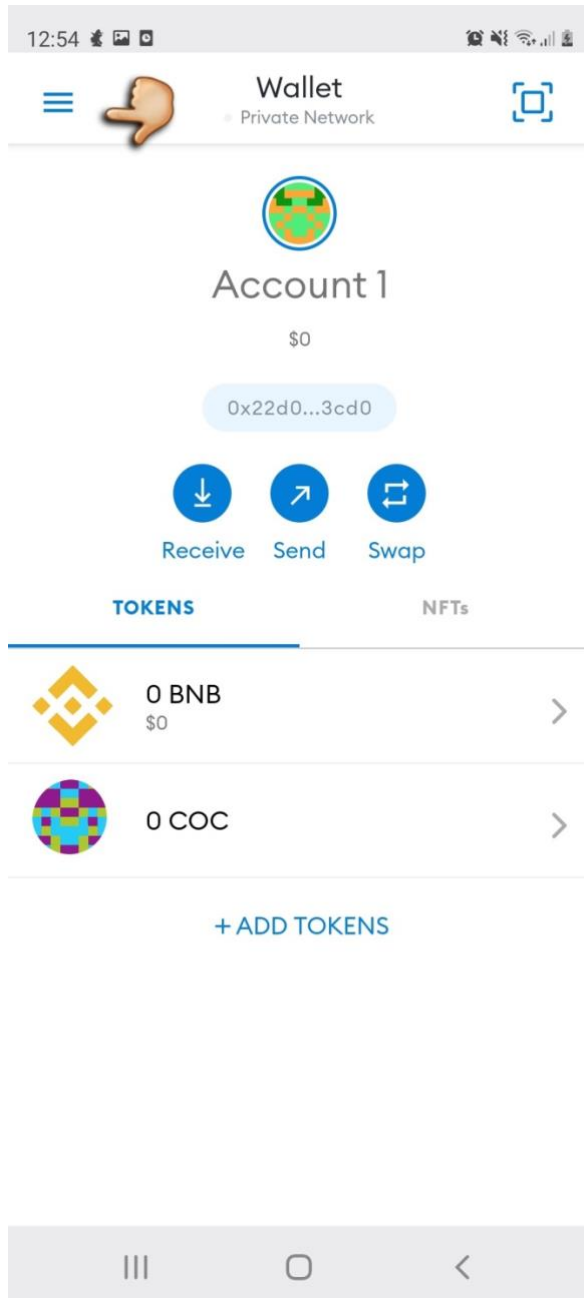 12:54
Wallet
Private Network
Account 1
$0
0x22d0...3cd0
Receive Send Swap
TOKENS NFTs
0 BNB
$0
0 COC
+ ADD TOKENS